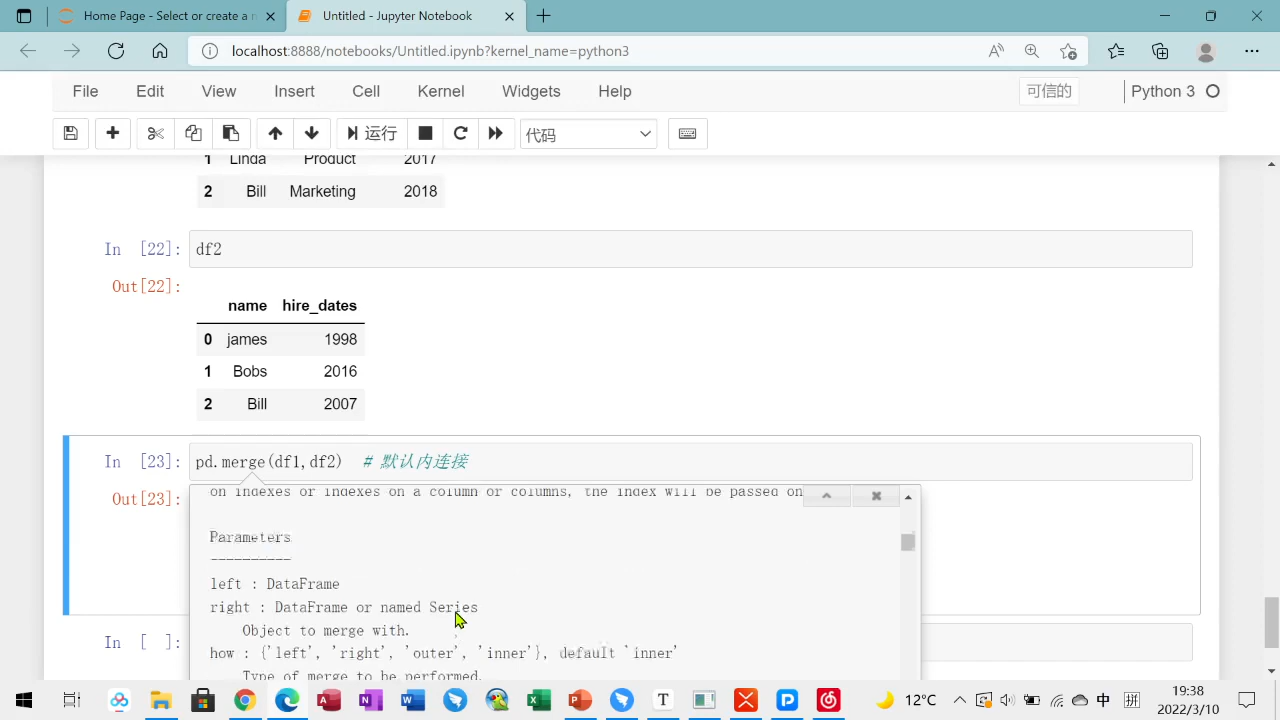 Home Page - Select or create a n
Untitled - Jupyter Notebook
localhost:8888/notebooks/Untitled.ipynb?kernel_name=python3
File Edit View Insert Cell Kernel Widgets Help 可信的 Python 3
运行 代码
1 Linda Product 2017
2 Bill Marketing 2018
In [22]: df2
Out[22]:
name hire_dates
0 james 1998
1 Bobs 2016
2 Bill 2007
In [23]: pd.merge(df1,df2) # 默认内连接
Out[23]:
on indexes or indexes on a column or columns, the index will be passed on
Parameters
----------
left : DataFrame
right : DataFrame or named Series
Object to merge with.
how : {'left', 'right', 'outer', 'inner'}, default 'inner'
Type of merge to be performed.
In [ ]:
12°C 中 拼 19:38
2022/3/10